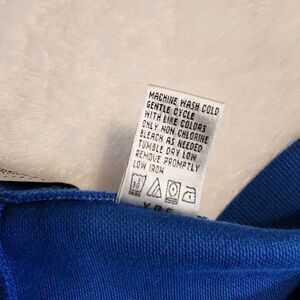 MACHINE WASH COLD
GENTLE CYCLE
WITH LIKE COLORS
ONLY NON CHLORINE
BLEACH AS NEEDED
TUMBLE DRY LOW
REMOVE PROMPTLY
LOW IRON